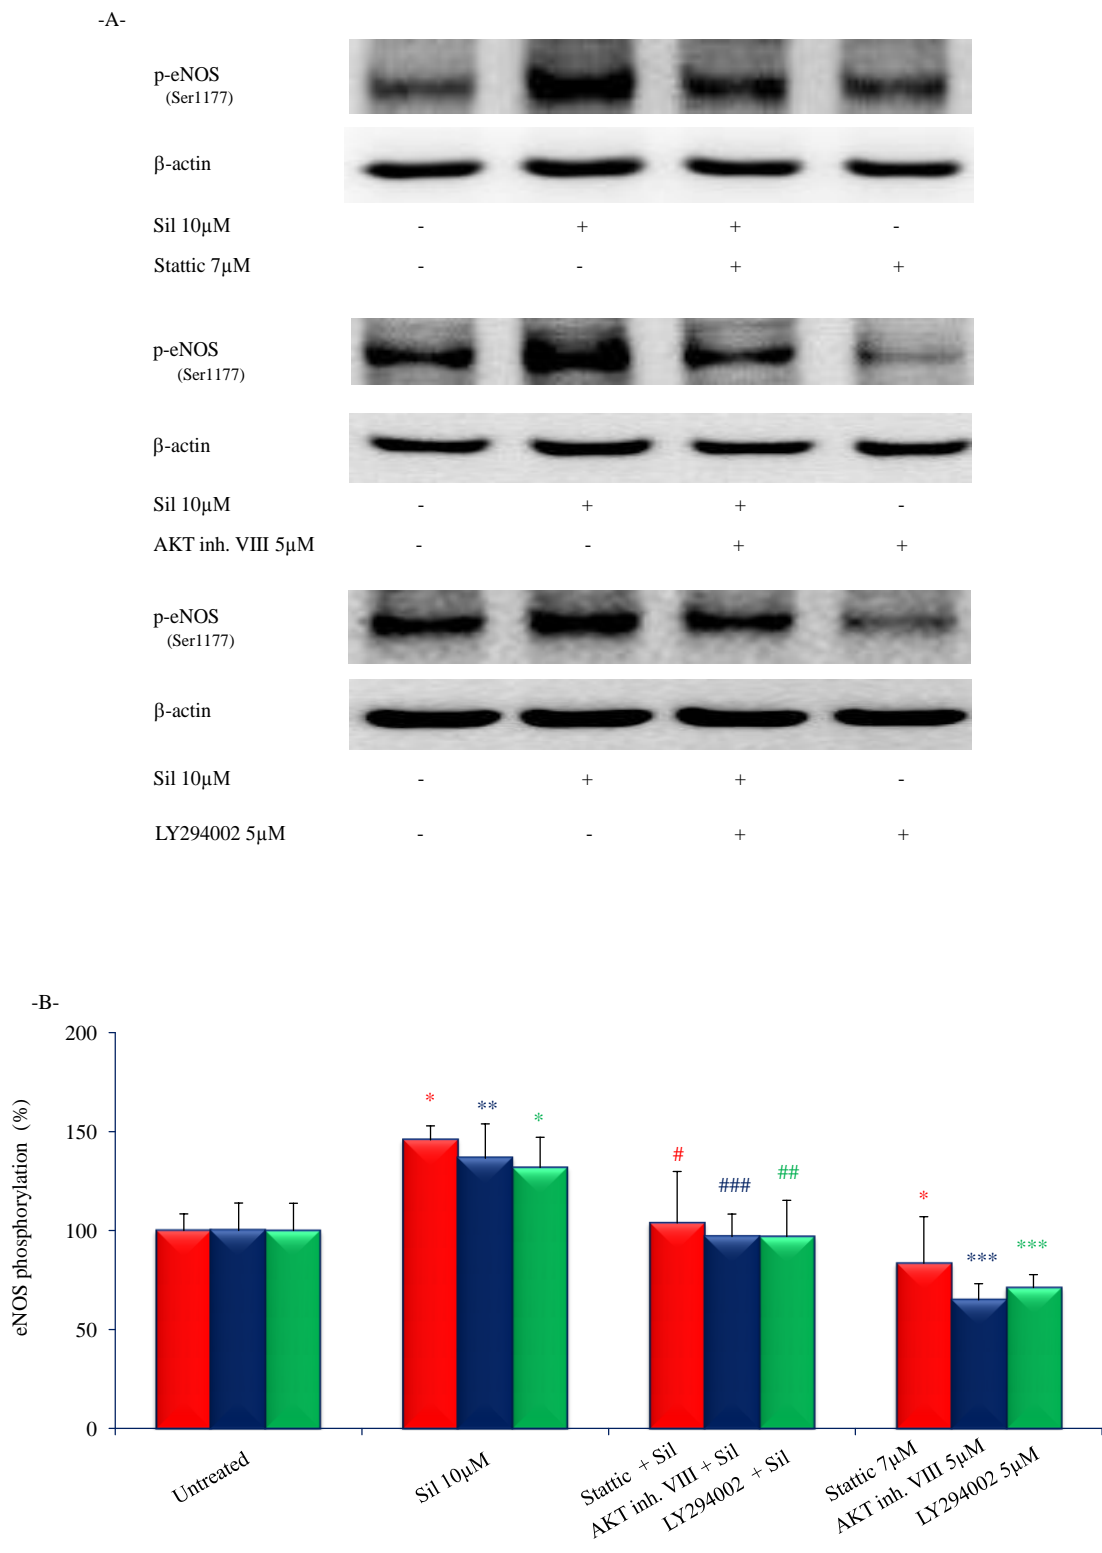 -A-
p-eNOS
(Ser1177)
β-actin
Sil 10µM - + + -
Stattic 7µM - - + +
p-eNOS
(Ser1177)
β-actin
Sil 10µM - + + -
AKT inh. VIII 5µM - - + +
p-eNOS
(Ser1177)
β-actin
Sil 10µM - + + -
LY294002 5µM - - + +
-B-
eNOS phosphorylation (%)
200
150
100
50
0
* ** *
# ### ##
* *** ***
Untreated
Sil 10µM
Stattic + Sil
AKT inh. VIII + Sil
LY294002 + Sil
Stattic 7µM
AKT inh. VIII 5µM
LY294002 5µM